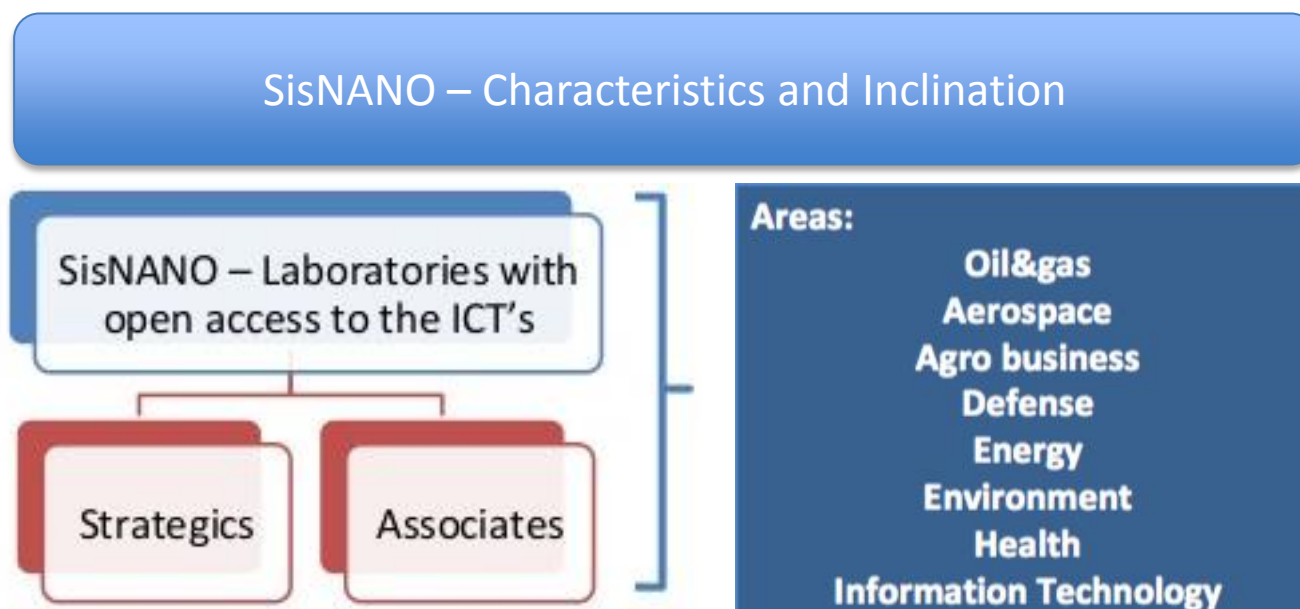 SisNANO – Characteristics and Inclination
SisNANO – Laboratories with
open access to the ICT's
Strategics
Associates
Areas:
Oil&gas
Aerospace
Agro business
Defense
Energy
Environment
Health
Information Technology